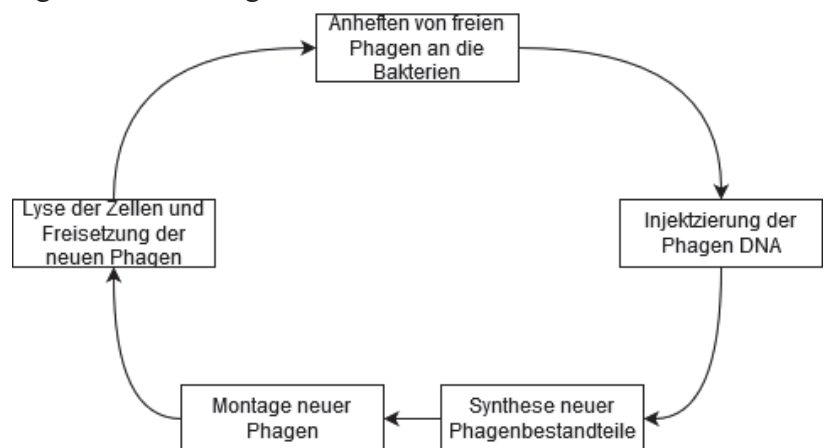 Anheften von freien
Phagen an die
Bakterien
Injektzierung der
Phagen DNA
Synthese neuer
Phagenbestandteile
Montage neuer
Phagen
Lyse der Zellen und
Freisetzung der
neuen Phagen